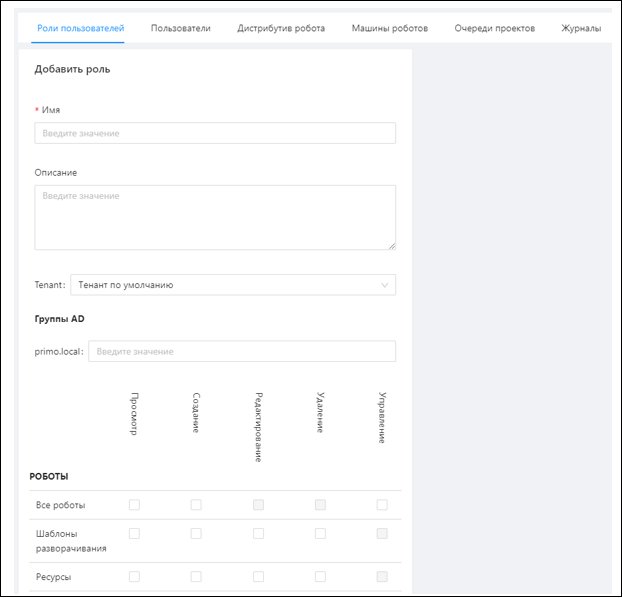 Роли пользователей Пользователи Дистрибутив робота Машины роботов Очереди проектов Журналы
Добавить роль
* Имя
Введите значение
Описание
Введите значение
Tenant: Тенант по умолчанию
Группы AD
primo.local: Введите значение
Просмотр Создание Редактирование Удаление Управление
РОБОТЫ
Все роботы
Шаблоны
разворачивания
Ресурсы